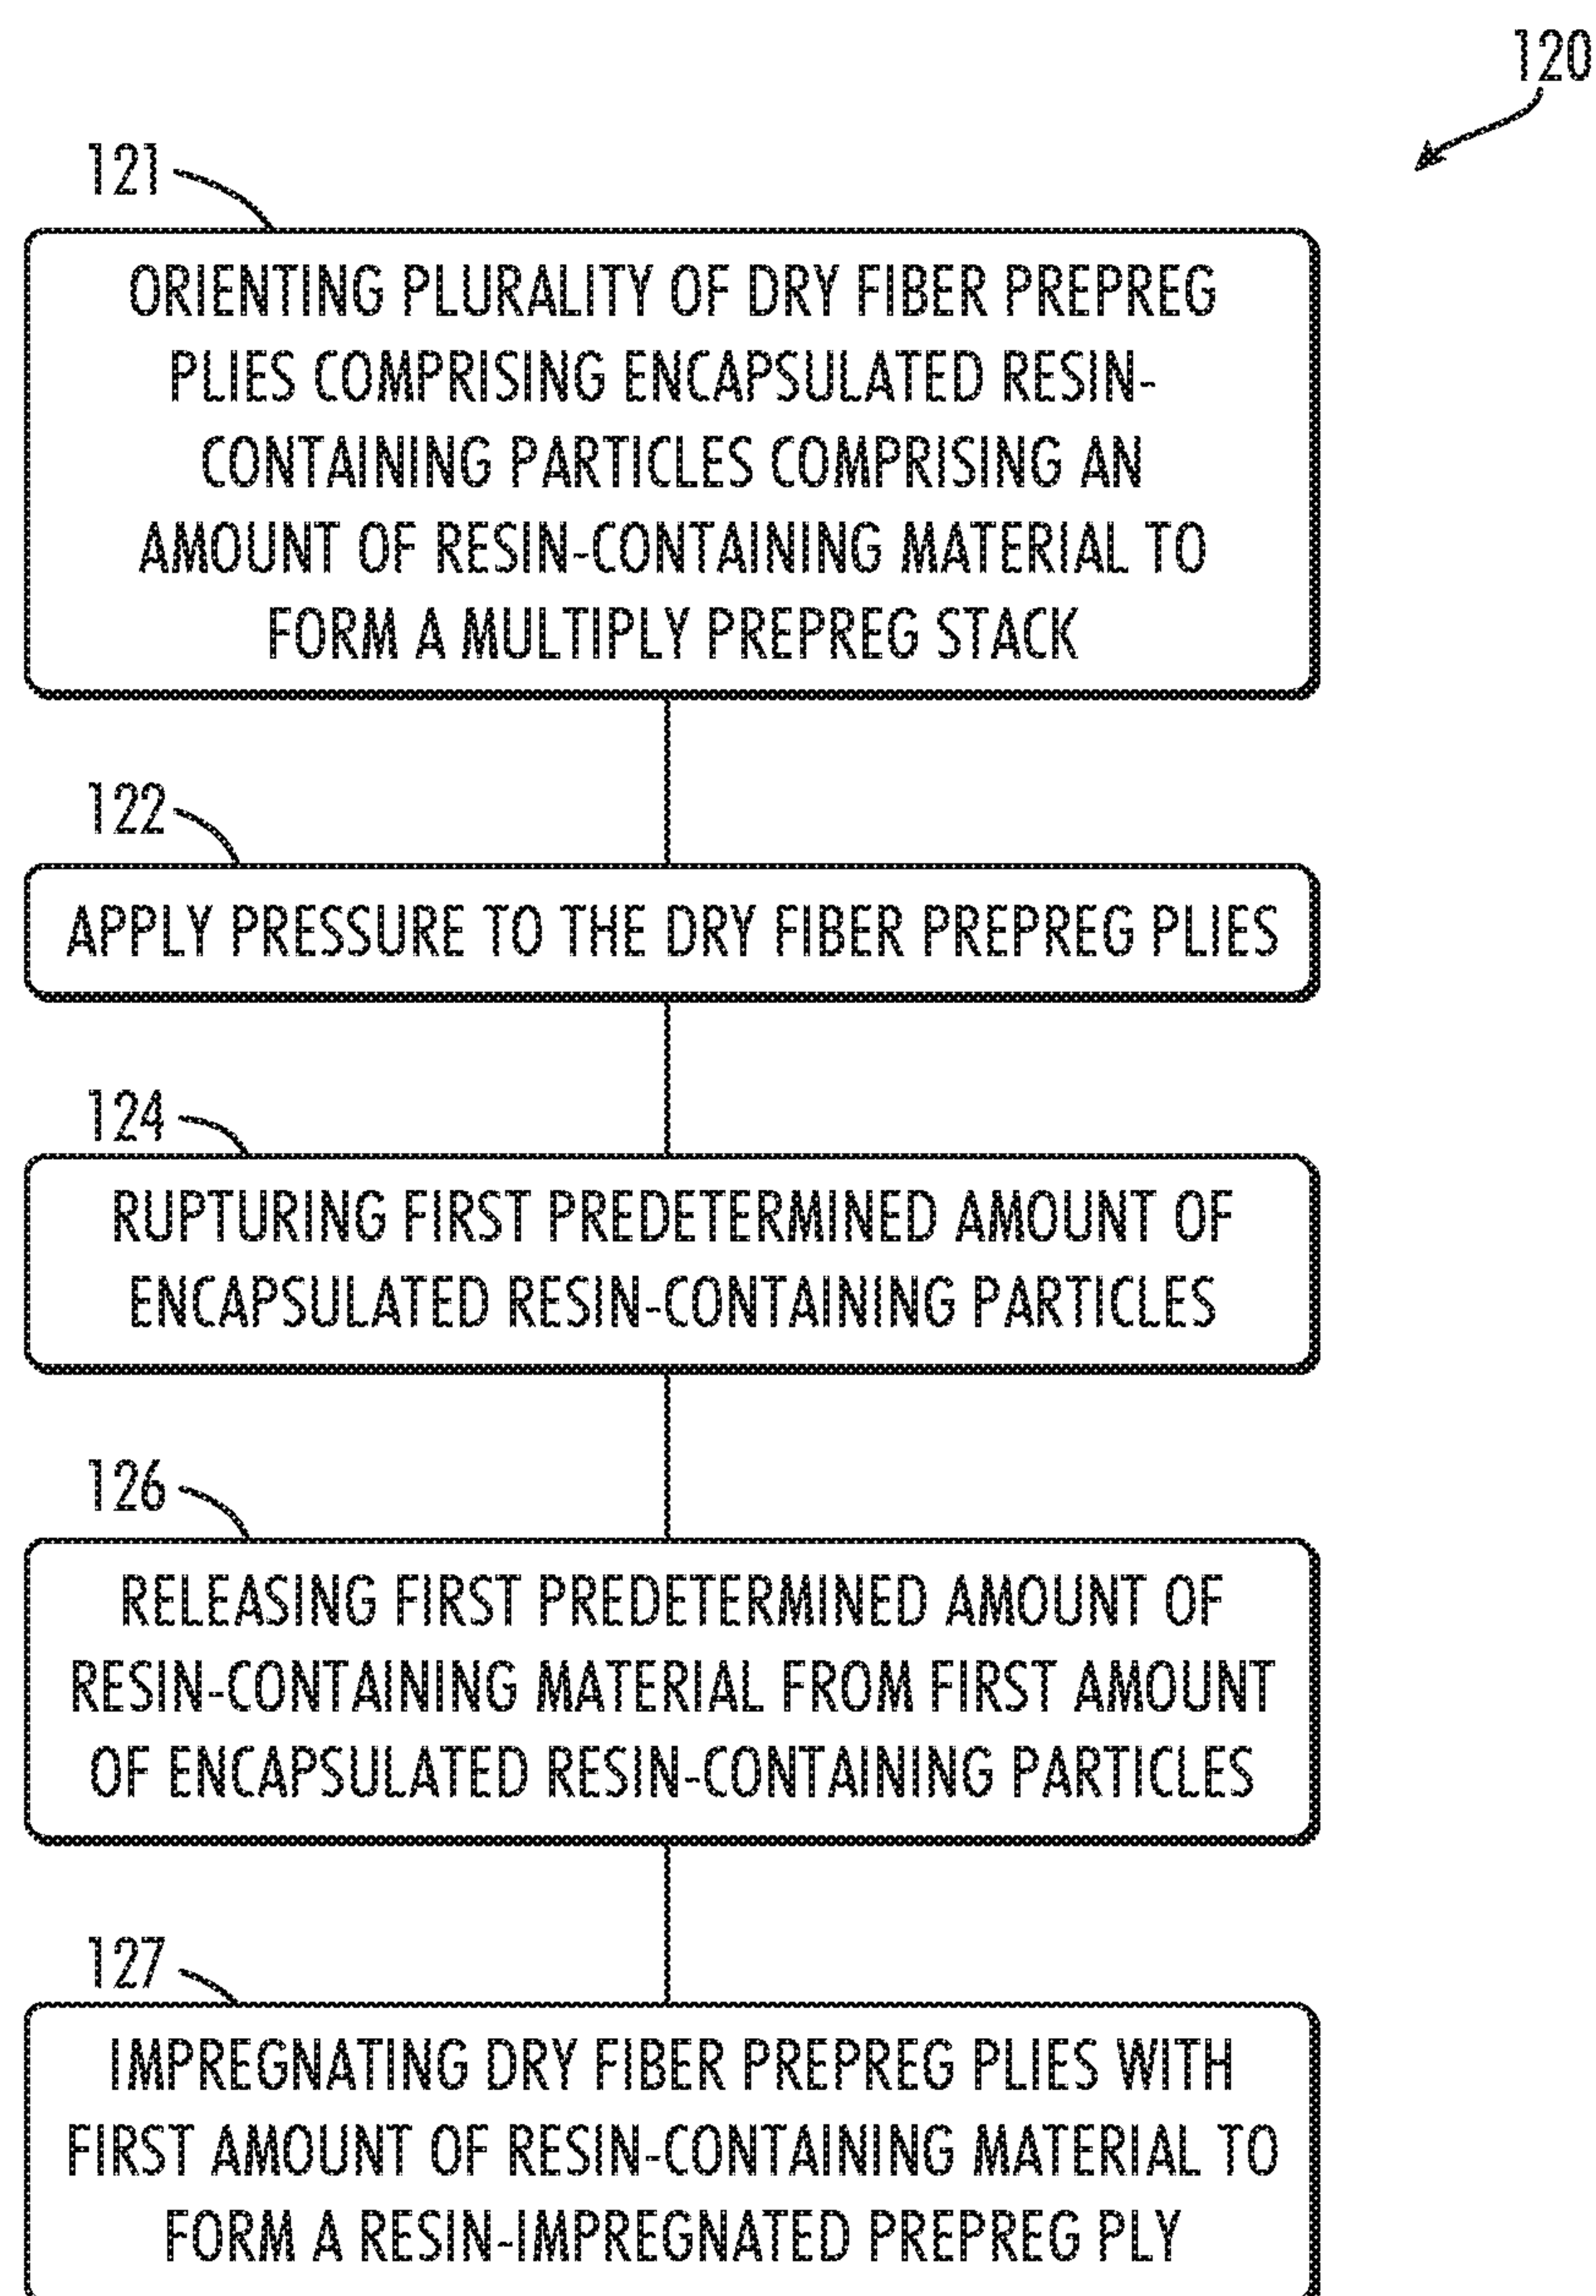 120
121
ORIENTING PLURALITY OF DRY FIBER PREPREG
PLIES COMPRISING ENCAPSULATED RESIN-
CONTAINING PARTICLES COMPRISING AN
AMOUNT OF RESIN-CONTAINING MATERIAL TO
FORM A MULTIPLY PREPREG STACK
122
APPLY PRESSURE TO THE DRY FIBER PREPREG PLIES
124
RUPTURING FIRST PREDETERMINED AMOUNT OF
ENCAPSULATED RESIN-CONTAINING PARTICLES
126
RELEASING FIRST PREDETERMINED AMOUNT OF
RESIN-CONTAINING MATERIAL FROM FIRST AMOUNT
OF ENCAPSULATED RESIN-CONTAINING PARTICLES
127
IMPREGNATING DRY FIBER PREPREG PLIES WITH
FIRST AMOUNT OF RESIN-CONTAINING MATERIAL TO
FORM A RESIN-IMPREGNATED PREPREG PLY